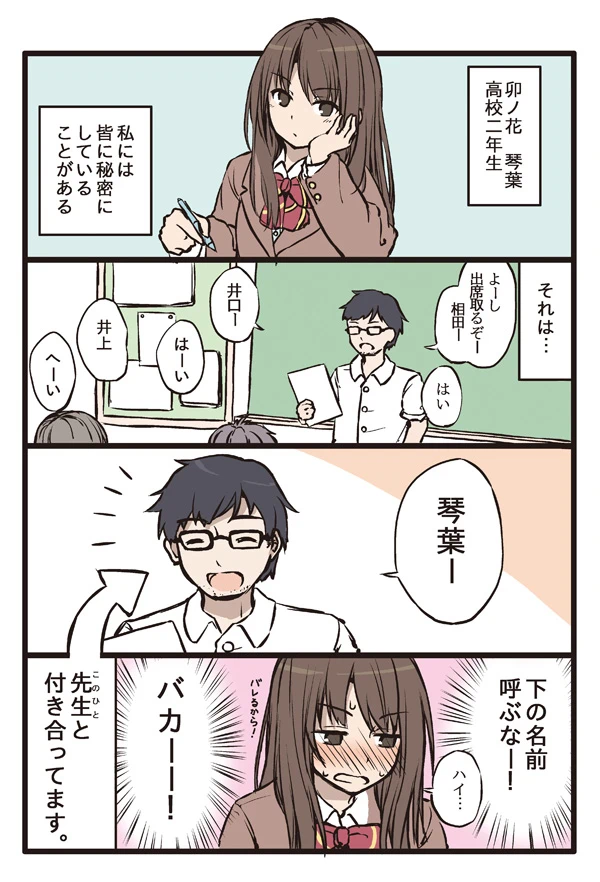 卯ノ花　琴葉
高校二年生
私には
皆に秘密に
している
ことがある
それは…
よーし
出席取るぞー
相田ー
はい
井口ー
はーい
井上
へーい
琴葉ー
下の名前
呼ぶなー！
ハイ…
バレるから！
バカーー！
先生と
このひと
付き合ってます。